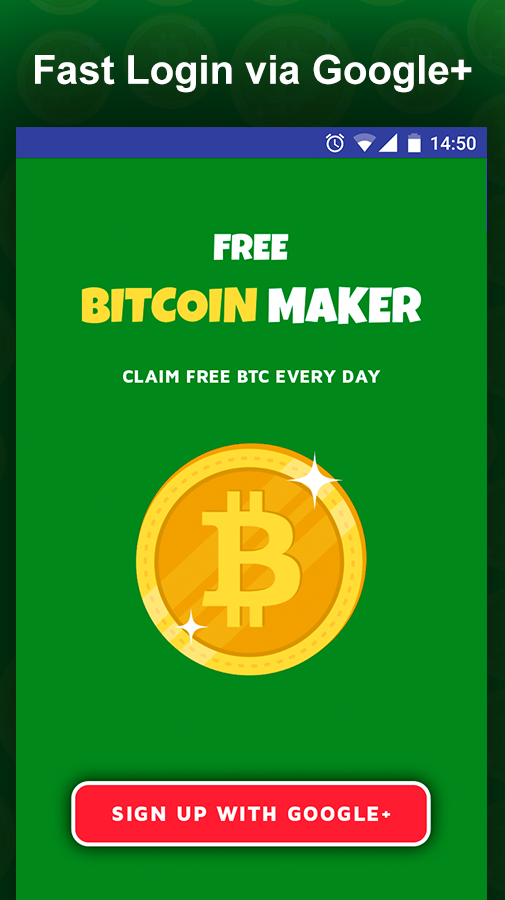 Fast Login via Google+
14:50
FREE
BITCOIN MAKER
CLAIM FREE BTC EVERY DAY
SIGN UP WITH GOOGLE+